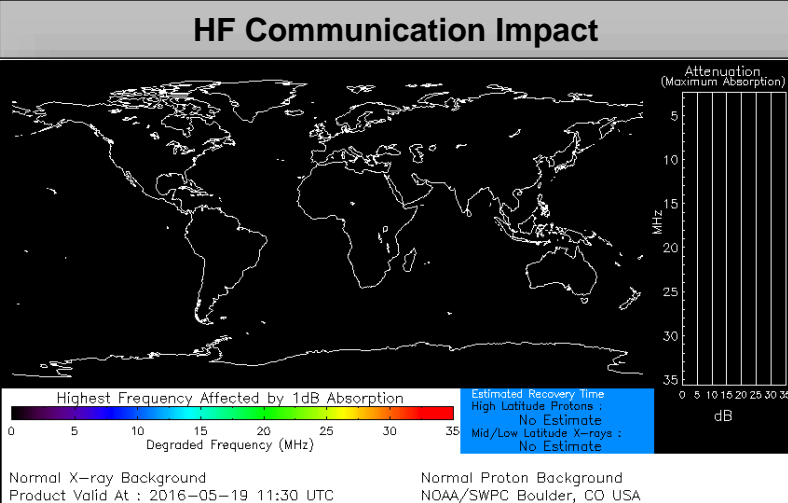 HF Communication Impact
Attenuation
(Maximum Absorption)
5
10
15
20
25
30
35
MHz
0 5 10 15 20 25 30 35
dB
Highest Frequency Affected by 1dB Absorption
0 5 10 15 20 25 30 35
Degraded Frequency (MHz)
Estimated Recovery Time
High Latitude Protons :
No Estimate
Mid/Low Latitude X-rays :
No Estimate
Normal X-ray Background
Normal Proton Background
Product Valid At : 2016-05-19 11:30 UTC
NOAA/SWPC Boulder, CO USA